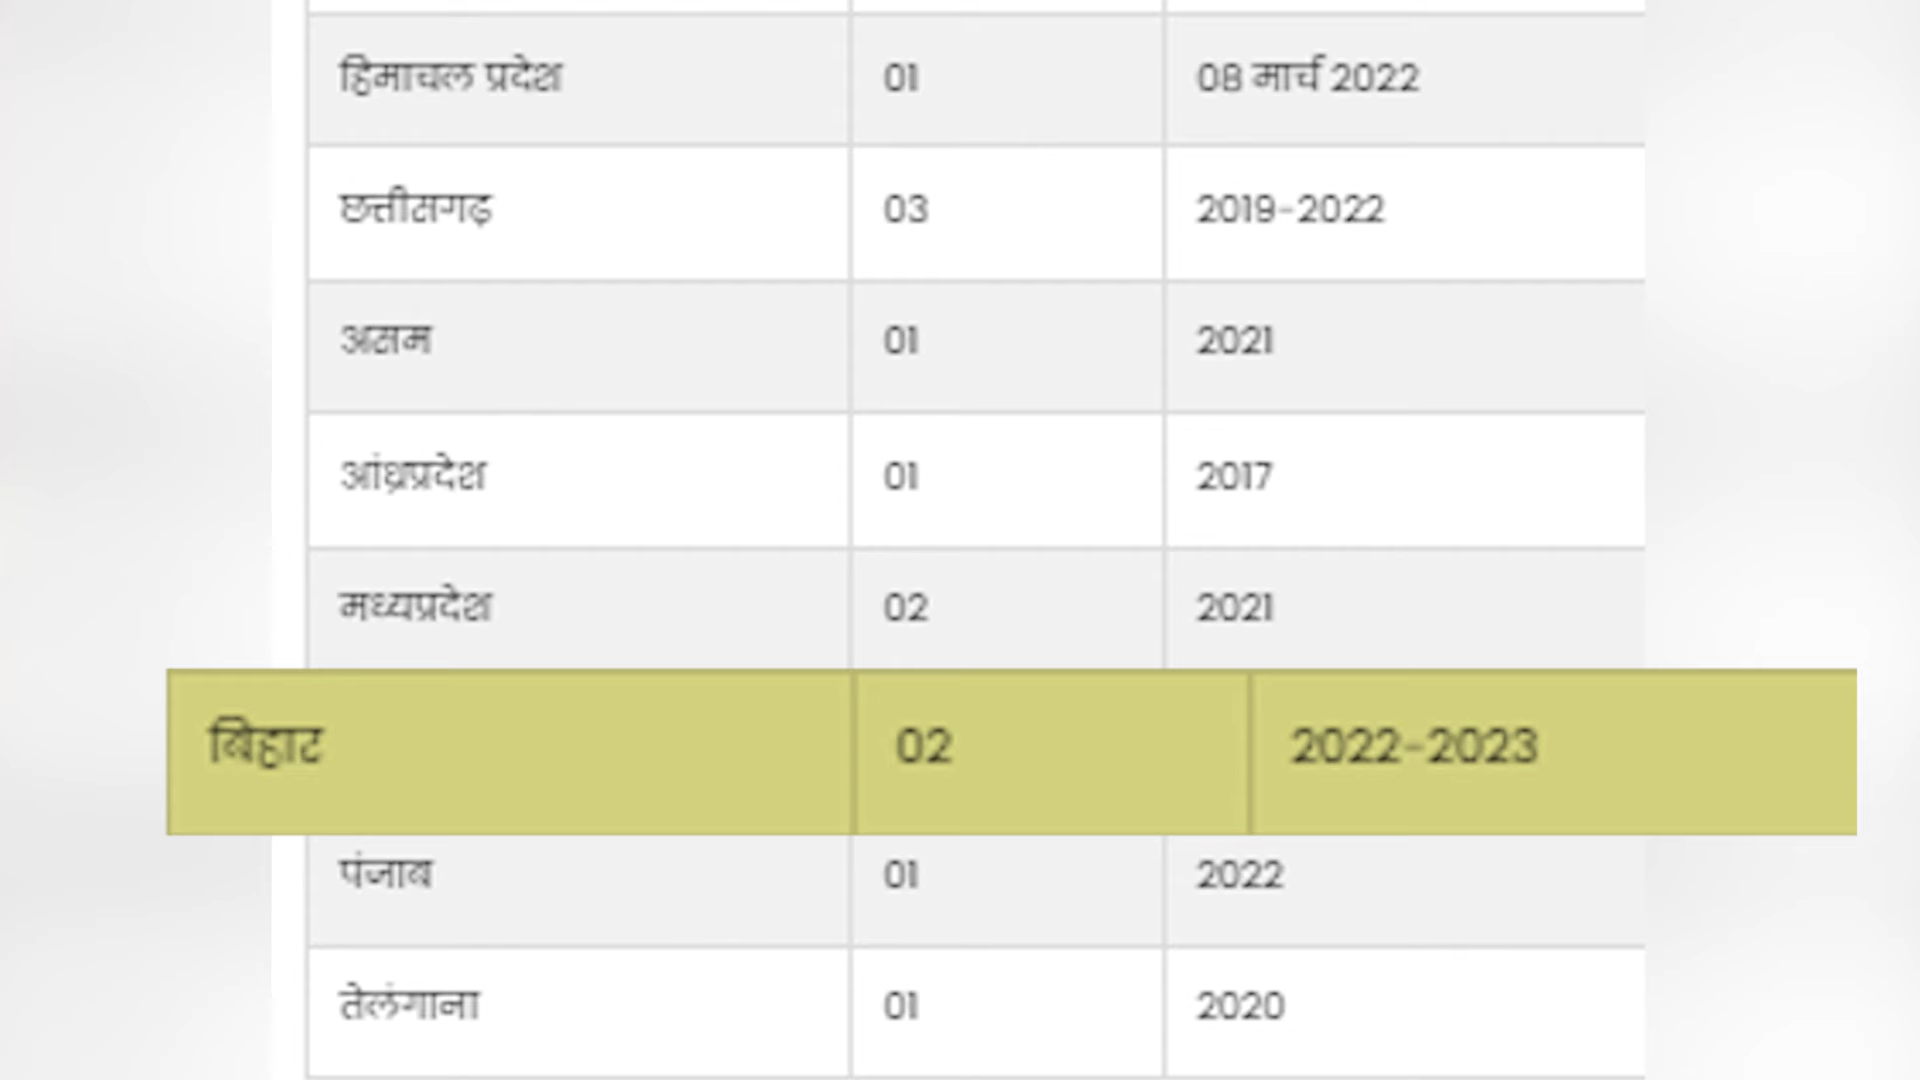 हिमाचल प्रदेश 01 08 मार्च 2022
छत्तीसगढ़ 03 2019-2022
असम 01 2021
आंध्रप्रदेश 01 2017
मध्यप्रदेश 02 2021
बिहार 02 2022-2023
पंजाब 01 2022
तेलंगाना 01 2020